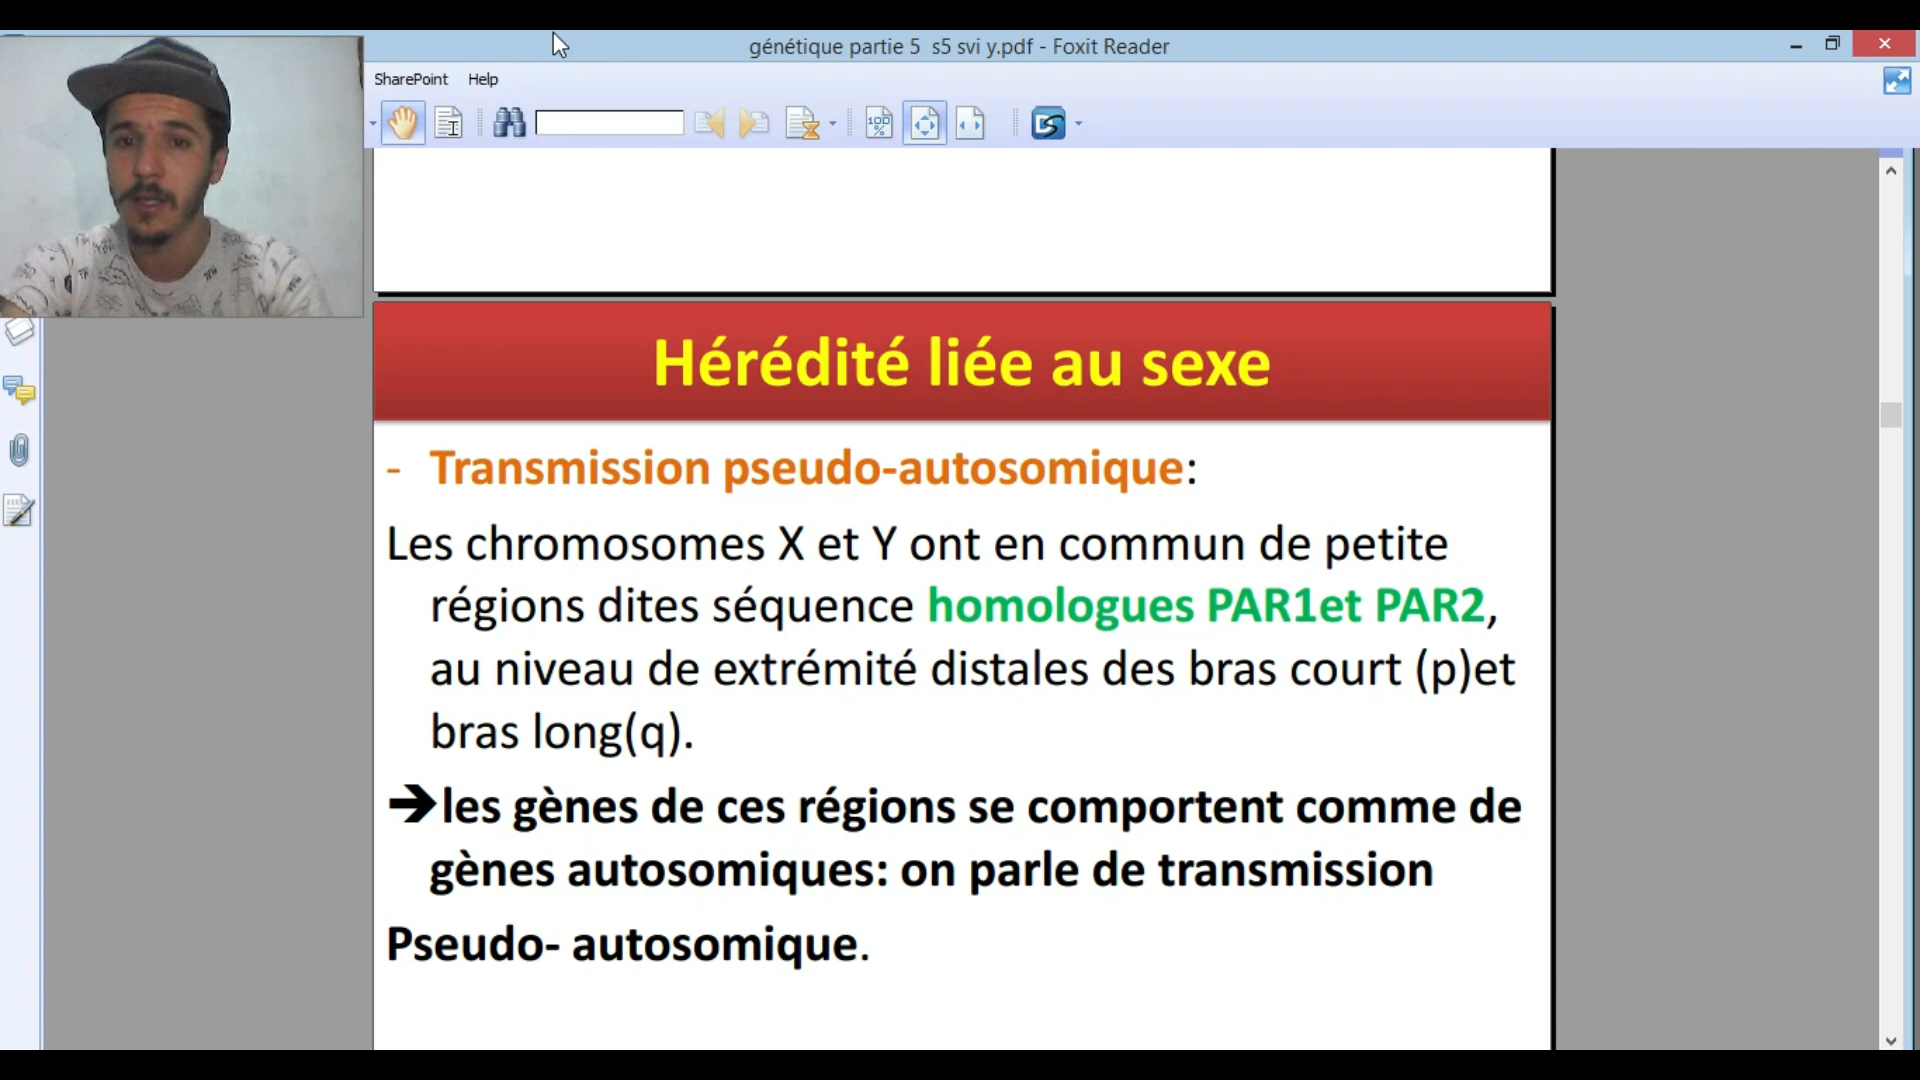 génétique partie 5 s5 svi y.pdf - Foxit Reader
SharePoint Help
100 %
Hérédité liée au sexe
- Transmission pseudo-autosomique:
Les chromosomes X et Y ont en commun de petite
régions dites séquence homologues PAR1et PAR2,
au niveau de extrémité distales des bras court (p)et
bras long(q).
➔les gènes de ces régions se comportent comme de
gènes autosomiques: on parle de transmission
Pseudo- autosomique.